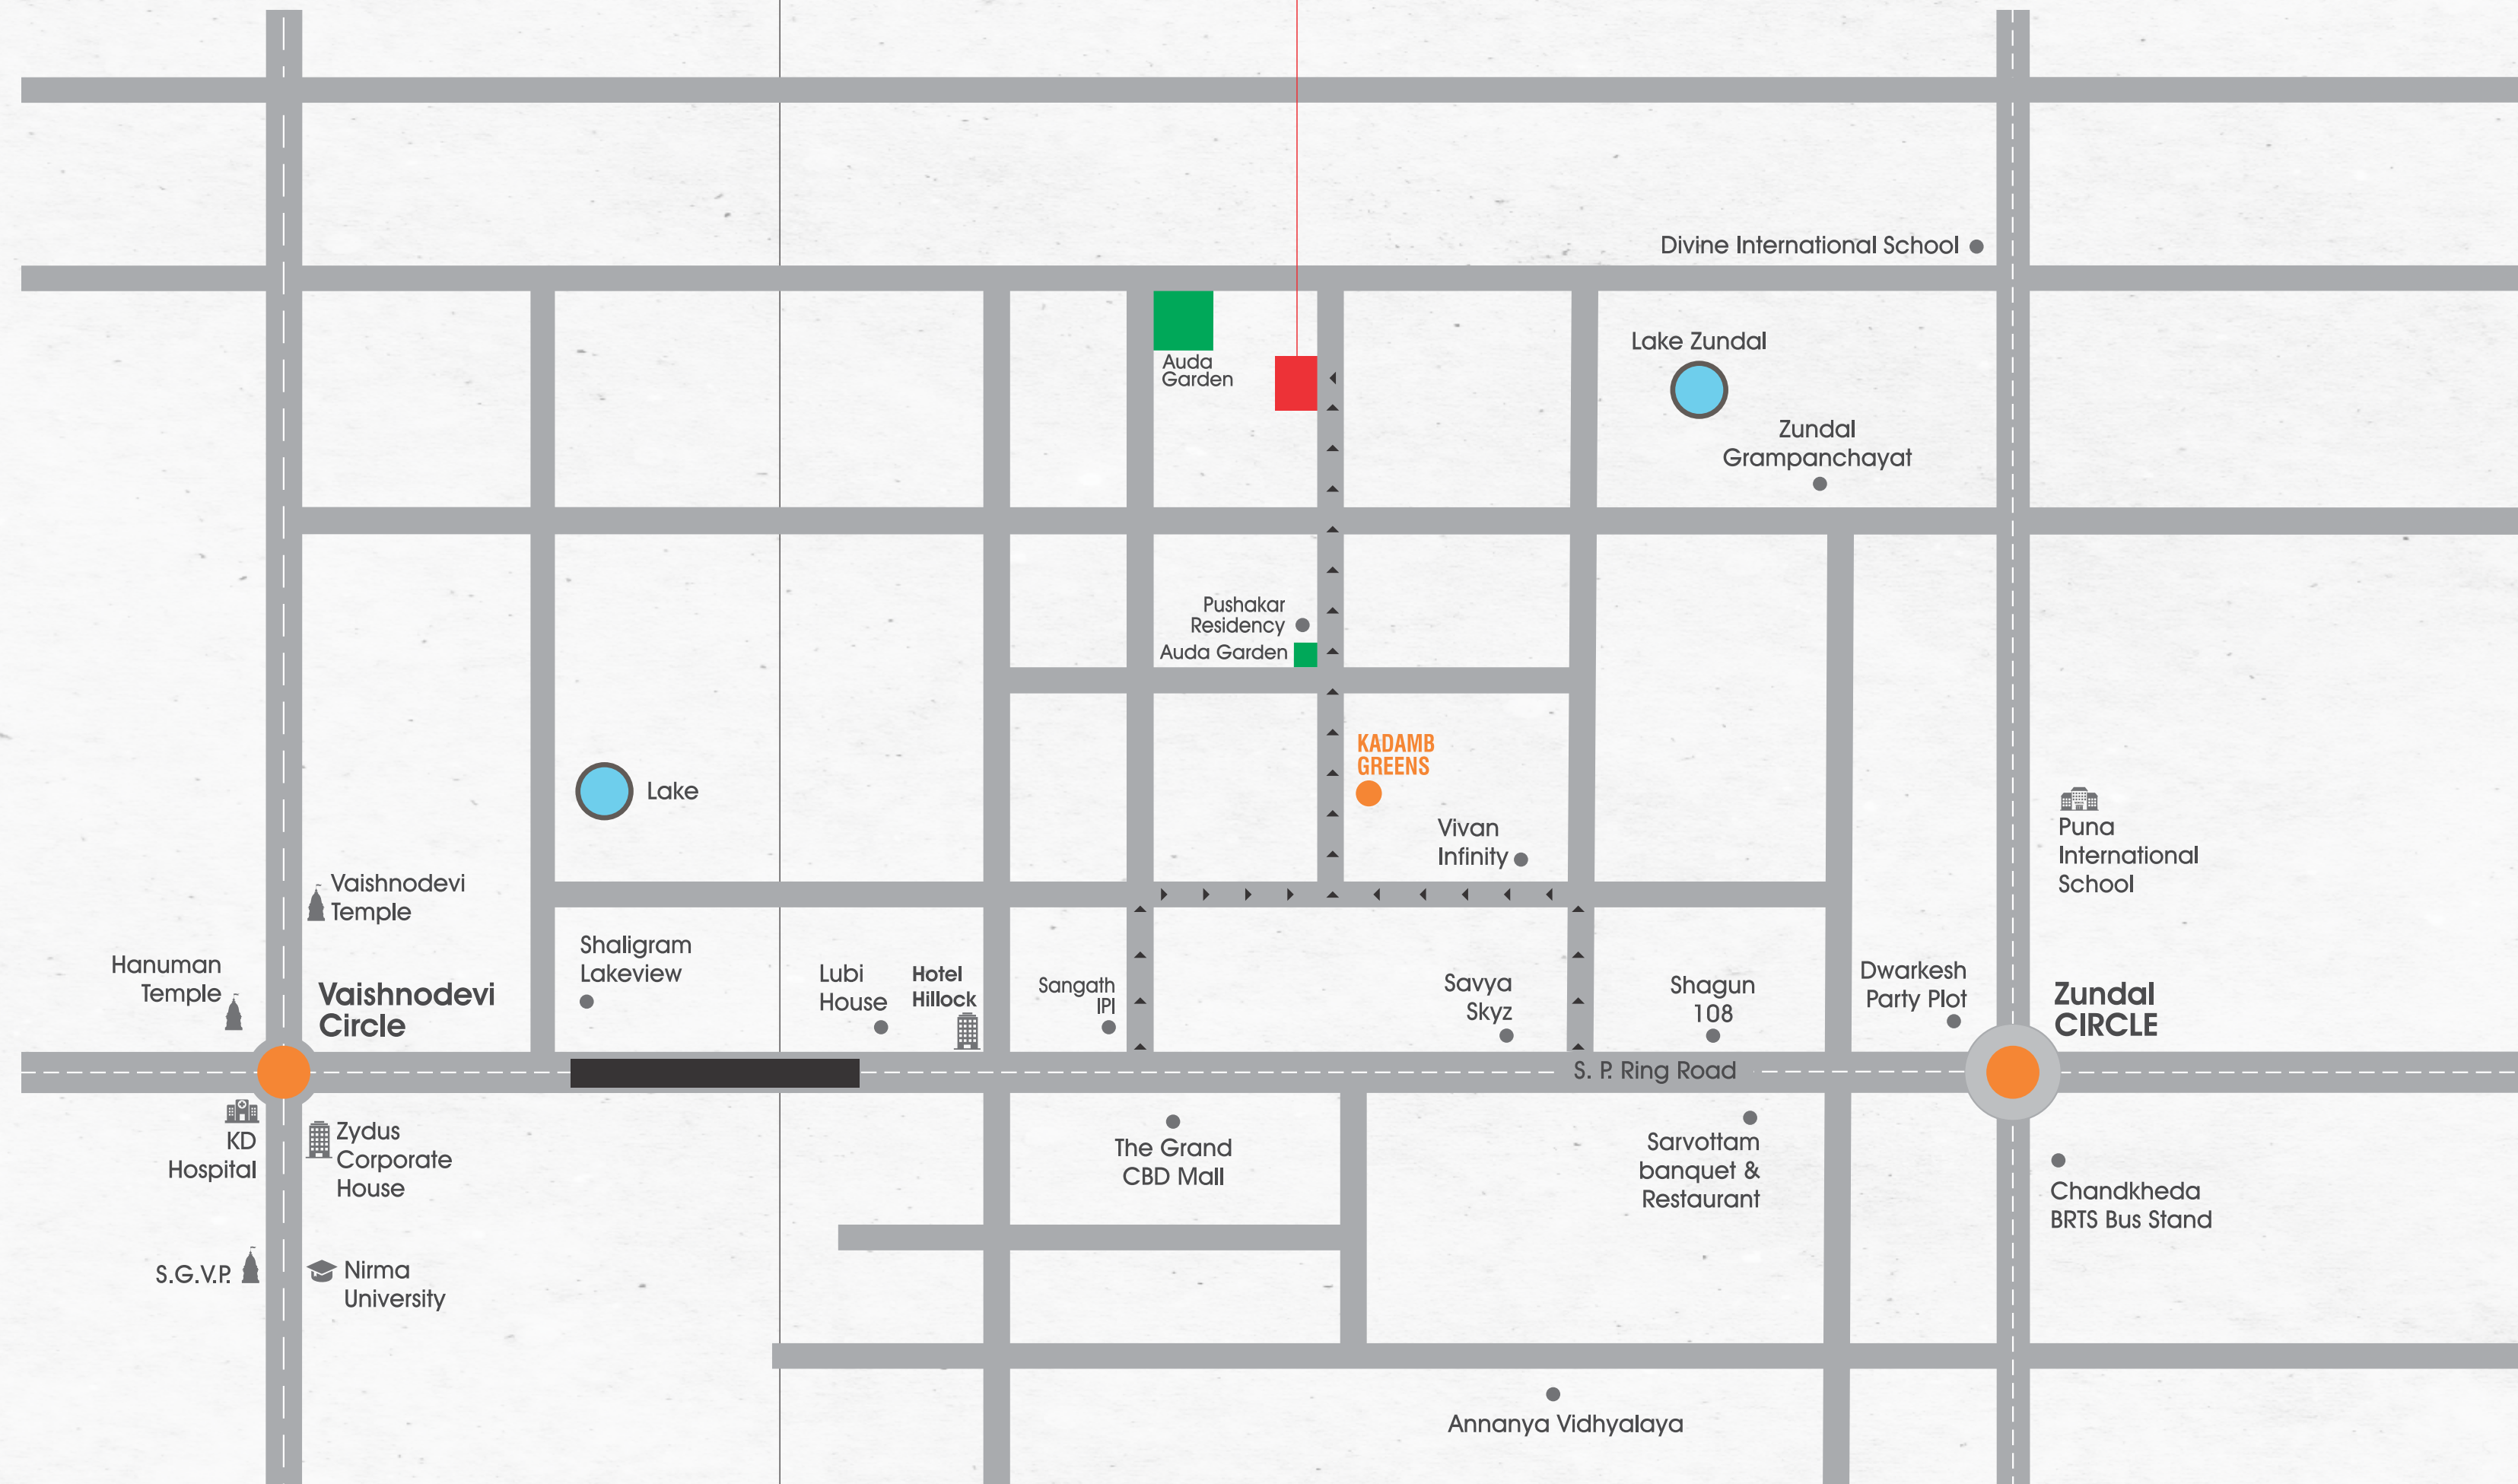 Divine International School
Lake Zundal
Auda
Garden
Zundal
Grampanchayat
Pushakar
Residency
Auda Garden
KADAMB
GREENS
Lake
Vivan
Infinity
Puna
International
School
Vaishnodevi
Temple
Hanuman
Temple
Vaishnodevi
Circle
Shaligram
Lakeview
Lubi
House
Hotel
Hillock
Sangath
IPI
Savya
Skyz
Shagun
108
Dwarkesh
Party Plot
Zundal
CIRCLE
S. P. Ring Road
KD
Hospital
Zydus
Corporate
House
The Grand
CBD Mall
Sarvottam
banquet &
Restaurant
Chandkheda
BRTS Bus Stand
S.G.V.P.
Nirma
University
Annanya Vidhyalaya